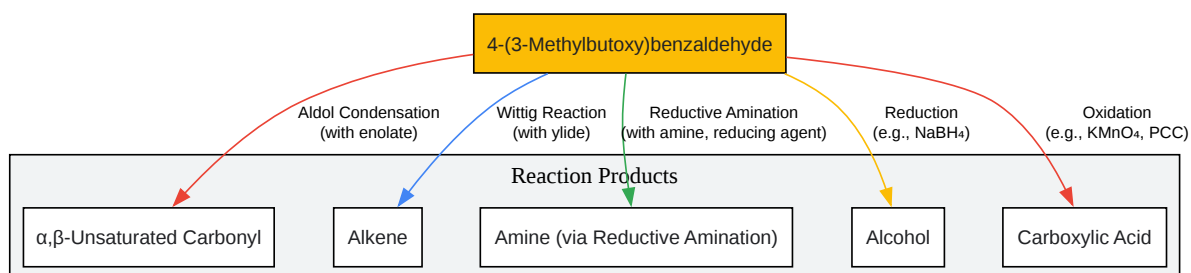 4-(3-Methylbutoxy)benzaldehyde
Aldol Condensation
(with enolate)
Wittig Reaction
(with ylide)
Reductive Amination
(with amine, reducing agent)
Reduction
(e.g., NaBH₄)
Oxidation
(e.g., KMnO₄, PCC)
Reaction Products
α,β-Unsaturated Carbonyl
Alkene
Amine (via Reductive Amination)
Alcohol
Carboxylic Acid